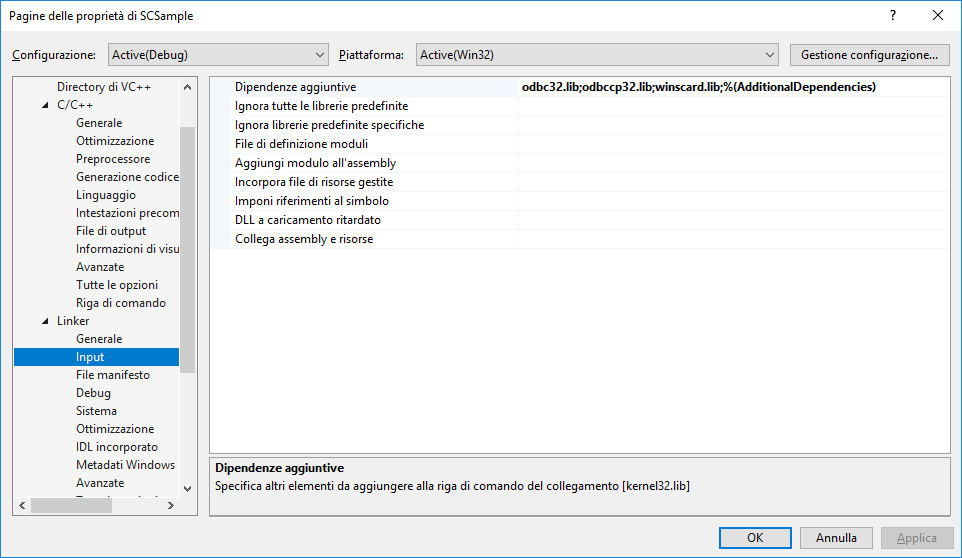 Pagine delle proprietà di SCSample
Configurazione: Active(Debug) Piattaforma: Active(Win32) Gestione configurazione...
Directory di VC++
C/C++
Generale
Ottimizzazione
Preprocessore
Generazione codice
Linguaggio
Intestazioni precom
File di output
Informazioni di visu
Avanzate
Tutte le opzioni
Riga di comando
Linker
Generale
Input
File manifesto
Debug
Sistema
Ottimizzazione
IDL incorporato
Metadati Windows
Avanzate
Dipendenze aggiuntive odbc32.lib;odbccp32.lib;winscard.lib;%(AdditionalDependencies)
Ignora tutte le librerie predefinite
Ignora librerie predefinite specifiche
File di definizione moduli
Aggiungi modulo all'assembly
Incorpora file di risorse gestite
Imponi riferimenti al simbolo
DLL a caricamento ritardato
Collega assembly e risorse
Dipendenze aggiuntive
Specifica altri elementi da aggiungere alla riga di comando del collegamento [kernel32.lib]
OK Annulla Applica